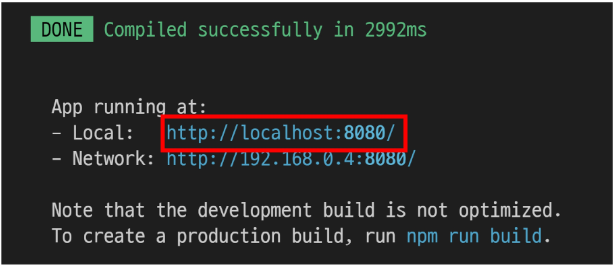 DONE Compiled successfully in 2992ms
App running at:
- Local: http://localhost:8080/
- Network: http://192.168.0.4:8080/
Note that the development build is not optimized.
To create a production build, run npm run build.